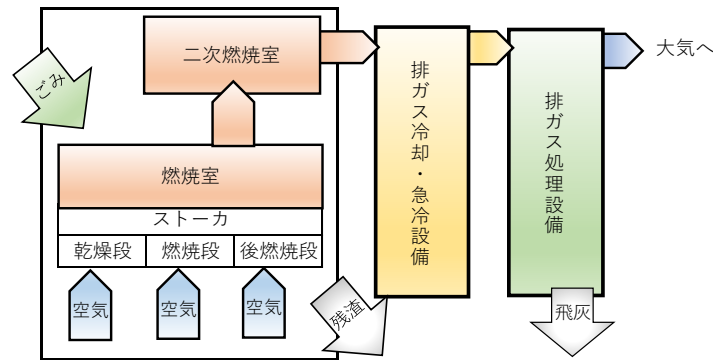 二次燃焼室
大気へ
ごみ
排ガス冷却・急冷設備
排ガス処理設備
燃焼室
ストーカ
乾燥段
燃焼段
後燃焼段
空気
空気
空気
残渣
飛灰